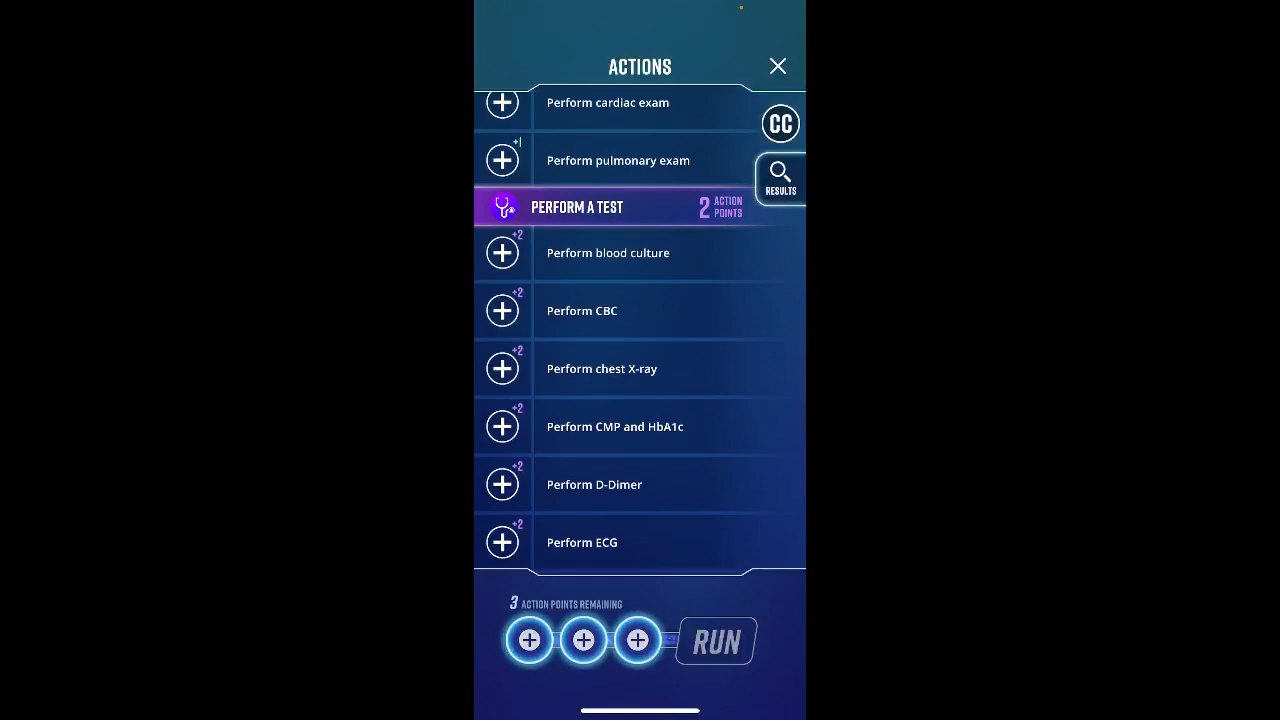 ACTIONS
Perform cardiac exam
CC
+1
Perform pulmonary exam
RESULTS
PERFORM A TEST
2 ACTION POINTS
+2
Perform blood culture
+2
Perform CBC
+2
Perform chest X-ray
+2
Perform CMP and HbA1c
+2
Perform D-Dimer
+2
Perform ECG
3 ACTION POINTS REMAINING
RUN